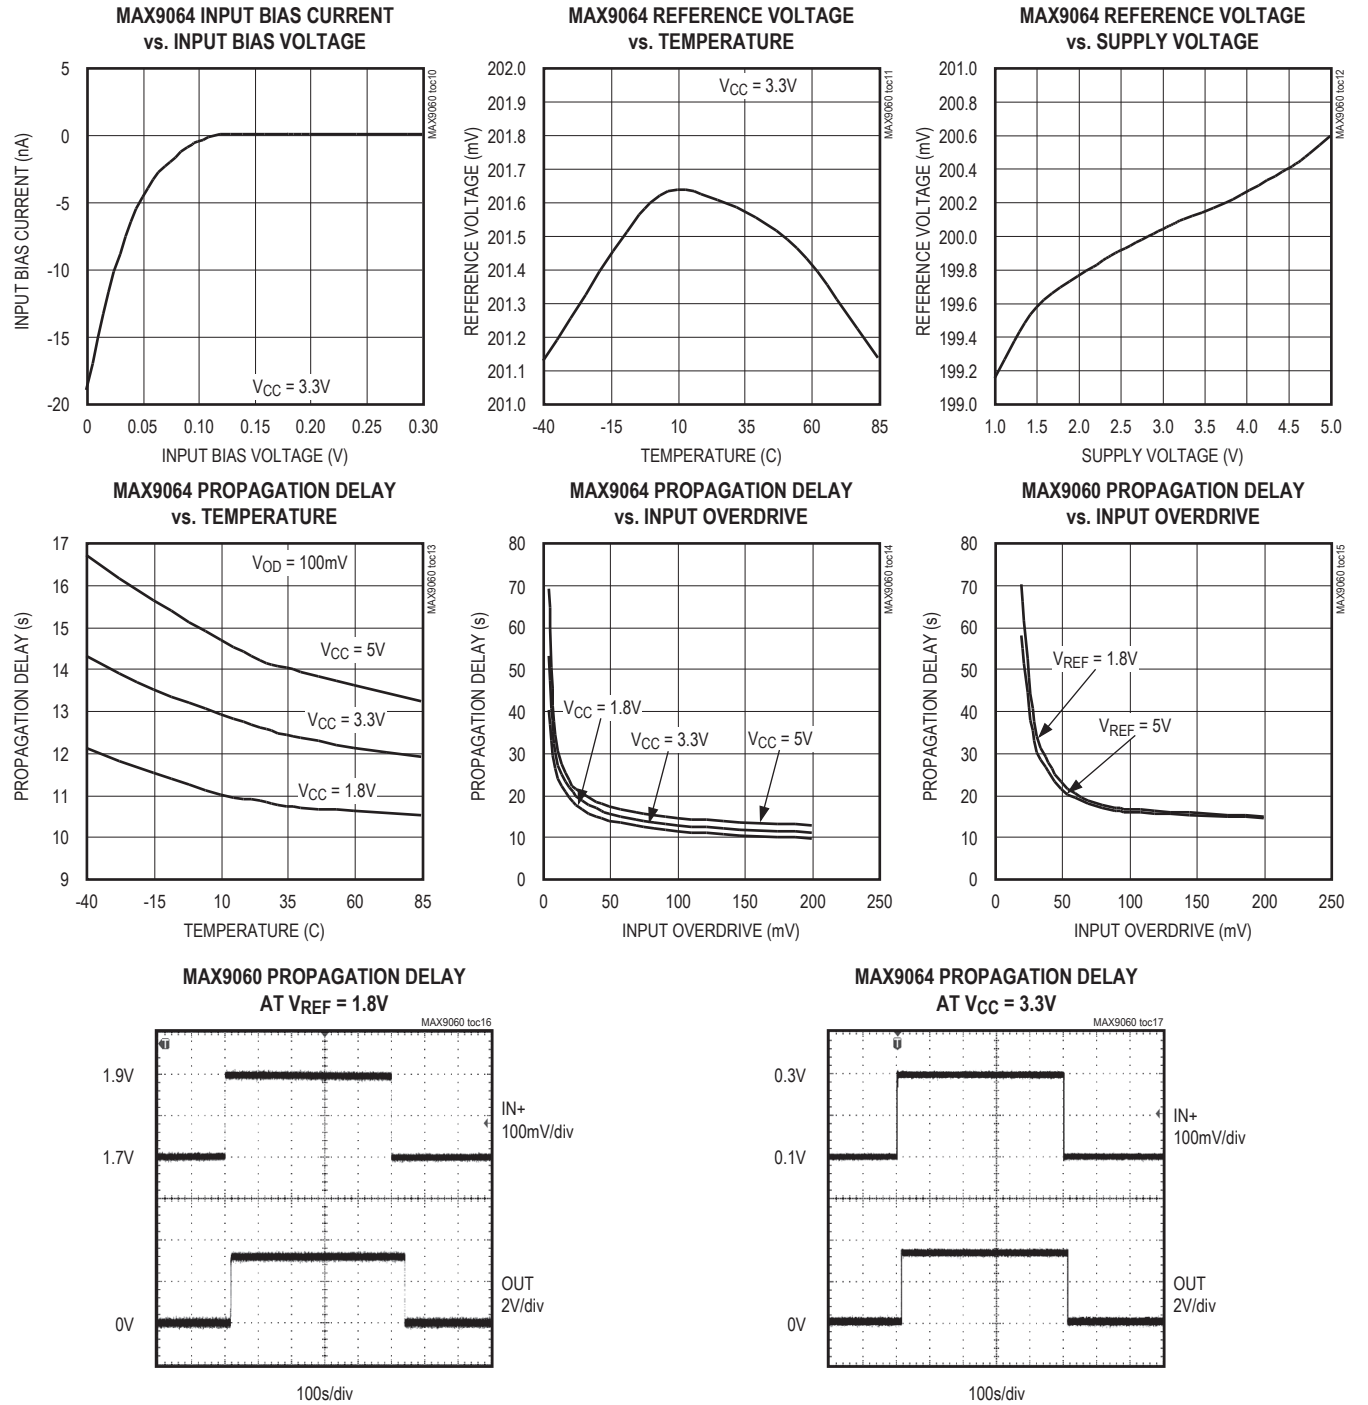 MAX9064 INPUT BIAS CURRENT
vs. INPUT BIAS VOLTAGE
MAX9060 toc10
5
0
-5
-10
-15
-20
INPUT BIAS CURRENT (nA)
VCC = 3.3V
0 0.05 0.10 0.15 0.20 0.25 0.30
INPUT BIAS VOLTAGE (V)
MAX9064 REFERENCE VOLTAGE
vs. TEMPERATURE
MAX9060 toc11
202.0
201.9
201.8
201.7
201.6
201.5
201.4
201.3
201.2
201.1
201.0
REFERENCE VOLTAGE (mV)
VCC = 3.3V
-40 -15 10 35 60 85
TEMPERATURE (C)
MAX9064 REFERENCE VOLTAGE
vs. SUPPLY VOLTAGE
MAX9060 toc12
201.0
200.8
200.6
200.4
200.2
200.0
199.8
199.6
199.4
199.2
199.0
REFERENCE VOLTAGE (mV)
1.0 1.5 2.0 2.5 3.0 3.5 4.0 4.5 5.0
SUPPLY VOLTAGE (V)
MAX9064 PROPAGATION DELAY
vs. TEMPERATURE
MAX9060 toc13
17
16
15
14
13
12
11
10
9
PROPAGATION DELAY (s)
VOD = 100mV
VCC = 5V
VCC = 3.3V
VCC = 1.8V
-40 -15 10 35 60 85
TEMPERATURE (C)
MAX9064 PROPAGATION DELAY
vs. INPUT OVERDRIVE
MAX9060 toc14
80
70
60
50
40
30
20
10
0
PROPAGATION DELAY (s)
VCC = 1.8V
VCC = 3.3V
VCC = 5V
0 50 100 150 200 250
INPUT OVERDRIVE (mV)
MAX9060 PROPAGATION DELAY
vs. INPUT OVERDRIVE
MAX9060 toc15
80
70
60
50
40
30
20
10
0
PROPAGATION DELAY (s)
VREF = 1.8V
VREF = 5V
0 50 100 150 200 250
INPUT OVERDRIVE (mV)
MAX9060 PROPAGATION DELAY
AT VREF = 1.8V
MAX9060 toc16
T
1.9V
1.7V
0V
IN+
100mV/div
OUT
2V/div
100s/div
MAX9064 PROPAGATION DELAY
AT VCC = 3.3V
MAX9060 toc17
T
0.3V
0.1V
0V
IN+
100mV/div
OUT
2V/div
100s/div